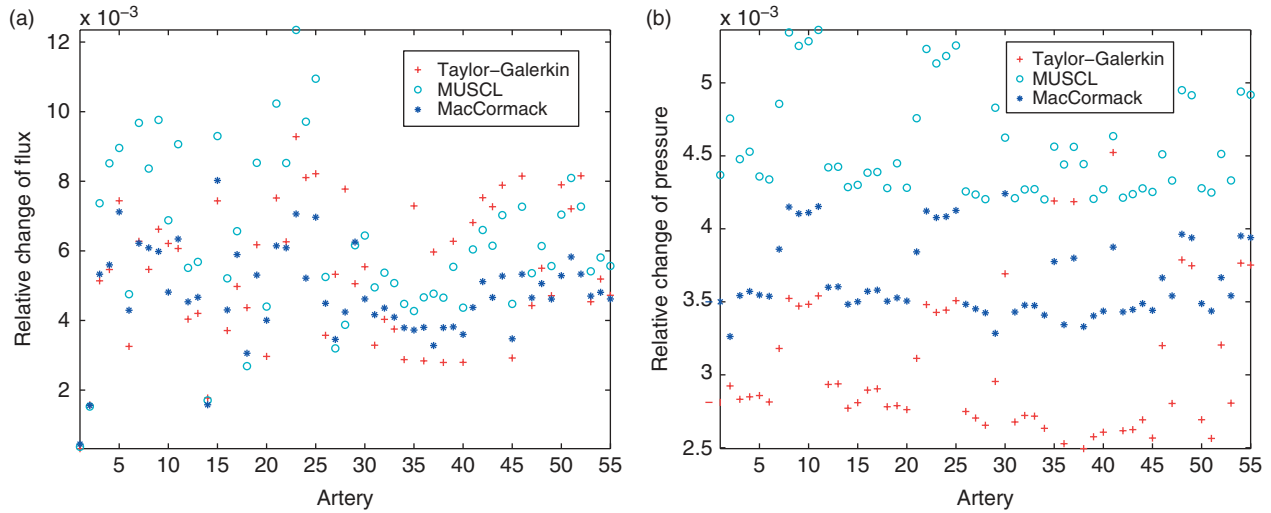 (a)
x 10⁻³
12
10
8
6
4
2
Relative change of flux
Taylor–Galerkin
MUSCL
MacCormack
5 10 15 20 25 30 35 40 45 50 55
Artery
(b)
x 10⁻³
5
4.5
4
3.5
3
2.5
Relative change of pressure
Taylor–Galerkin
MUSCL
MacCormack
5 10 15 20 25 30 35 40 45 50 55
Artery